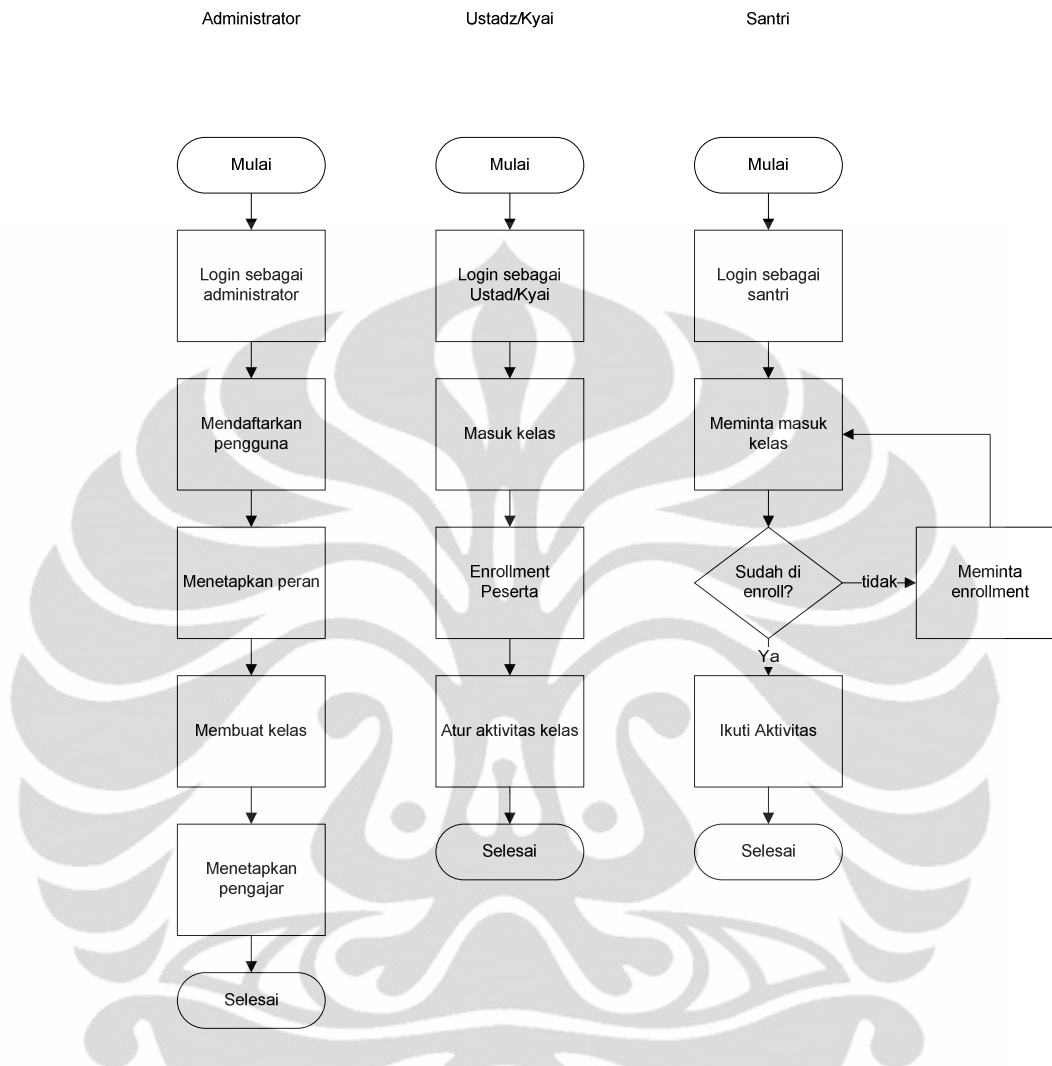 Administrator
Ustadz/Kyai
Santri
Mulai
Mulai
Mulai
Login sebagai
administrator
Login sebagai
Ustad/Kyai
Login sebagai
santri
Mendaftarkan
pengguna
Masuk kelas
Meminta masuk
kelas
Menetapkan peran
Enrollment
Peserta
Sudah di
enroll?
tidak
Meminta
enrollment
Ya
Membuat kelas
Atur aktivitas kelas
Ikuti Aktivitas
Menetapkan
pengajar
Selesai
Selesai
Selesai